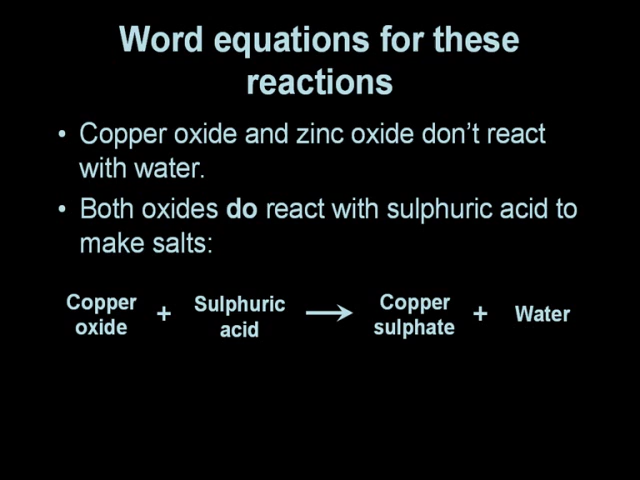 Word equations for these
reactions
• Copper oxide and zinc oxide don't react
with water.
• Both oxides do react with sulphuric acid to
make salts:
Copper oxide + Sulphuric acid → Copper sulphate + Water